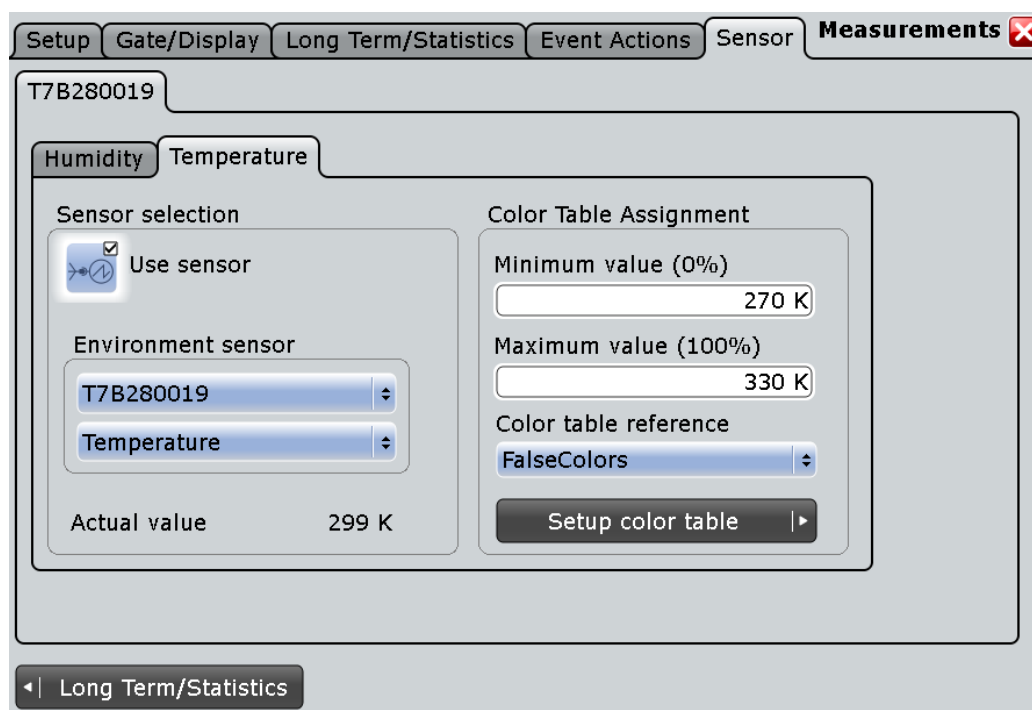 Setup Gate/Display Long Term/Statistics Event Actions Sensor Measurements
T7B280019
Humidity Temperature
Sensor selection
Use sensor
Environment sensor
T7B280019
Temperature
Actual value 299 K
Color Table Assignment
Minimum value (0%)
270 K
Maximum value (100%)
330 K
Color table reference
FalseColors
Setup color table
Long Term/Statistics